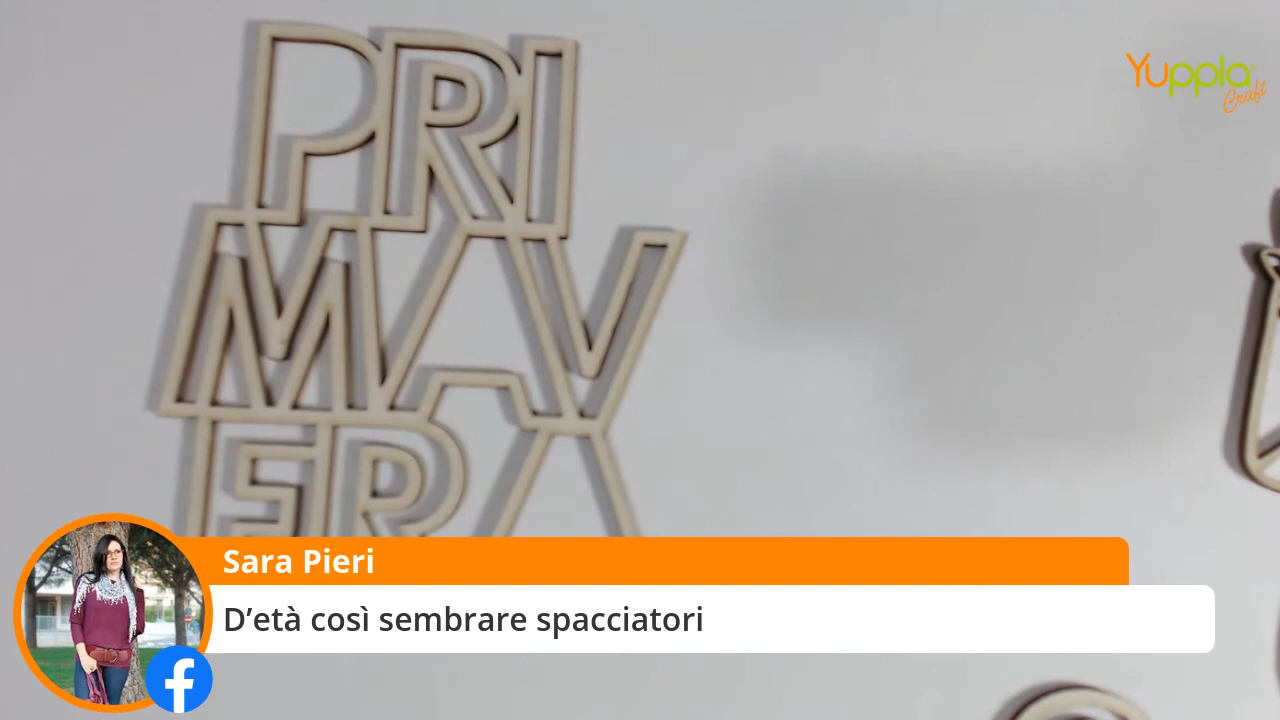 PRI
MAV
ERA
Yuppla
Craft
Sara Pieri
D’età così sembrare spacciatori